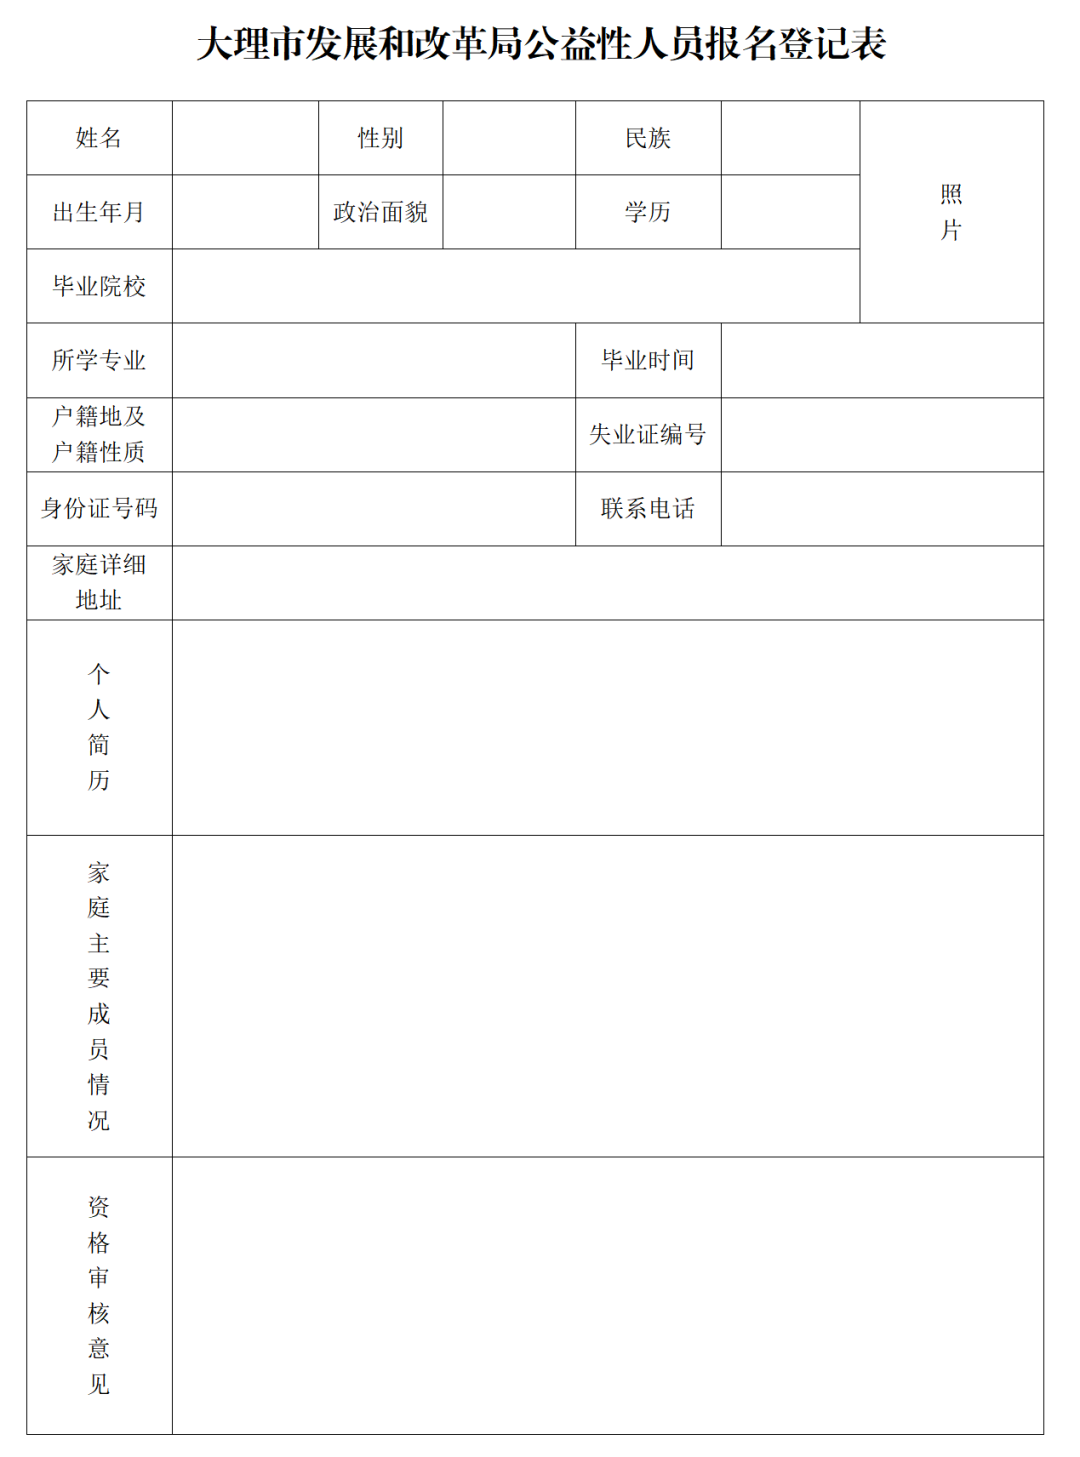 大理市发展和改革局公益性人员报名登记表
姓名 性别 民族
照
片
出生年月 政治面貌 学历
毕业院校
所学专业 毕业时间
户籍地及
户籍性质
失业证编号
身份证号码 联系电话
家庭详细
地址
个
人
简
历
家
庭
主
要
成
员
情
况
资
格
审
核
意
见